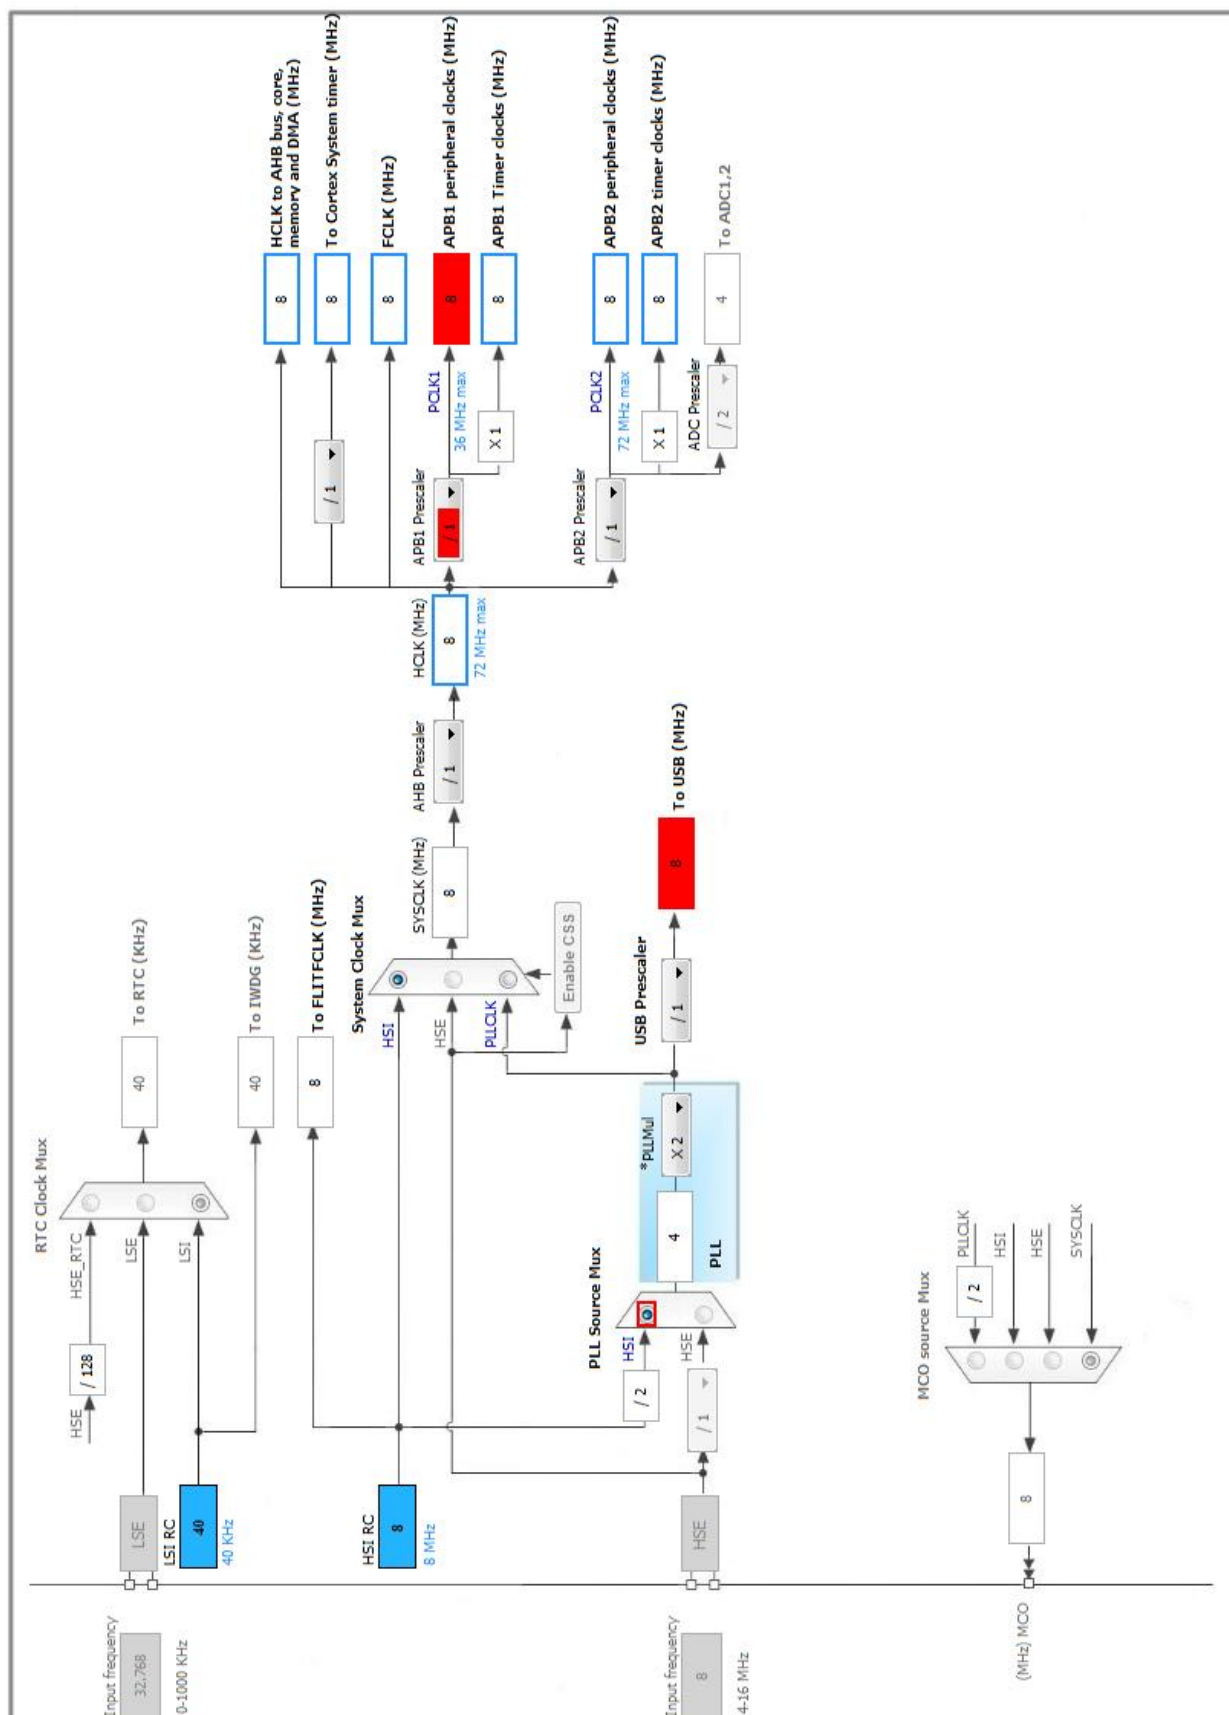 Input frequency
32.768
0-1000 KHz
LSE
LSI RC
40
40 KHz
HSE
/ 128
HSE_RTC
LSE
LSI
RTC Clock Mux
40
To RTC (KHz)
40
To IWDG (KHz)
HSI RC
8
8 MHz
8
To FLITFCLK (MHz)
System Clock Mux
HSI
HSE
PLLCLK
Enable CSS
SYSCLK (MHz)
8
AHB Prescaler
/ 1
HCLK (MHz)
8
72 MHz max
/ 1
8
HCLK to AHB bus, core,
memory and DMA (MHz)
8
To Cortex System timer (MHz)
8
FCLK (MHz)
APB1 Prescaler
/ 1
PCLK1
36 MHz max
8
APB1 peripheral clocks (MHz)
X 1
8
APB1 Timer clocks (MHz)
APB2 Prescaler
/ 1
PCLK2
72 MHz max
8
APB2 peripheral clocks (MHz)
X 1
8
APB2 timer clocks (MHz)
ADC Prescaler
/ 2
4
To ADC1,2
Input frequency
8
4-16 MHz
HSE
/ 2
/ 1
PLL Source Mux
HSI
HSE
4
*PLLMul
X 2
PLL
USB Prescaler
/ 1
8
To USB (MHz)
(MHz) MCO
8
MCO source Mux
/ 2
PLLCLK
HSI
HSE
SYSCLK